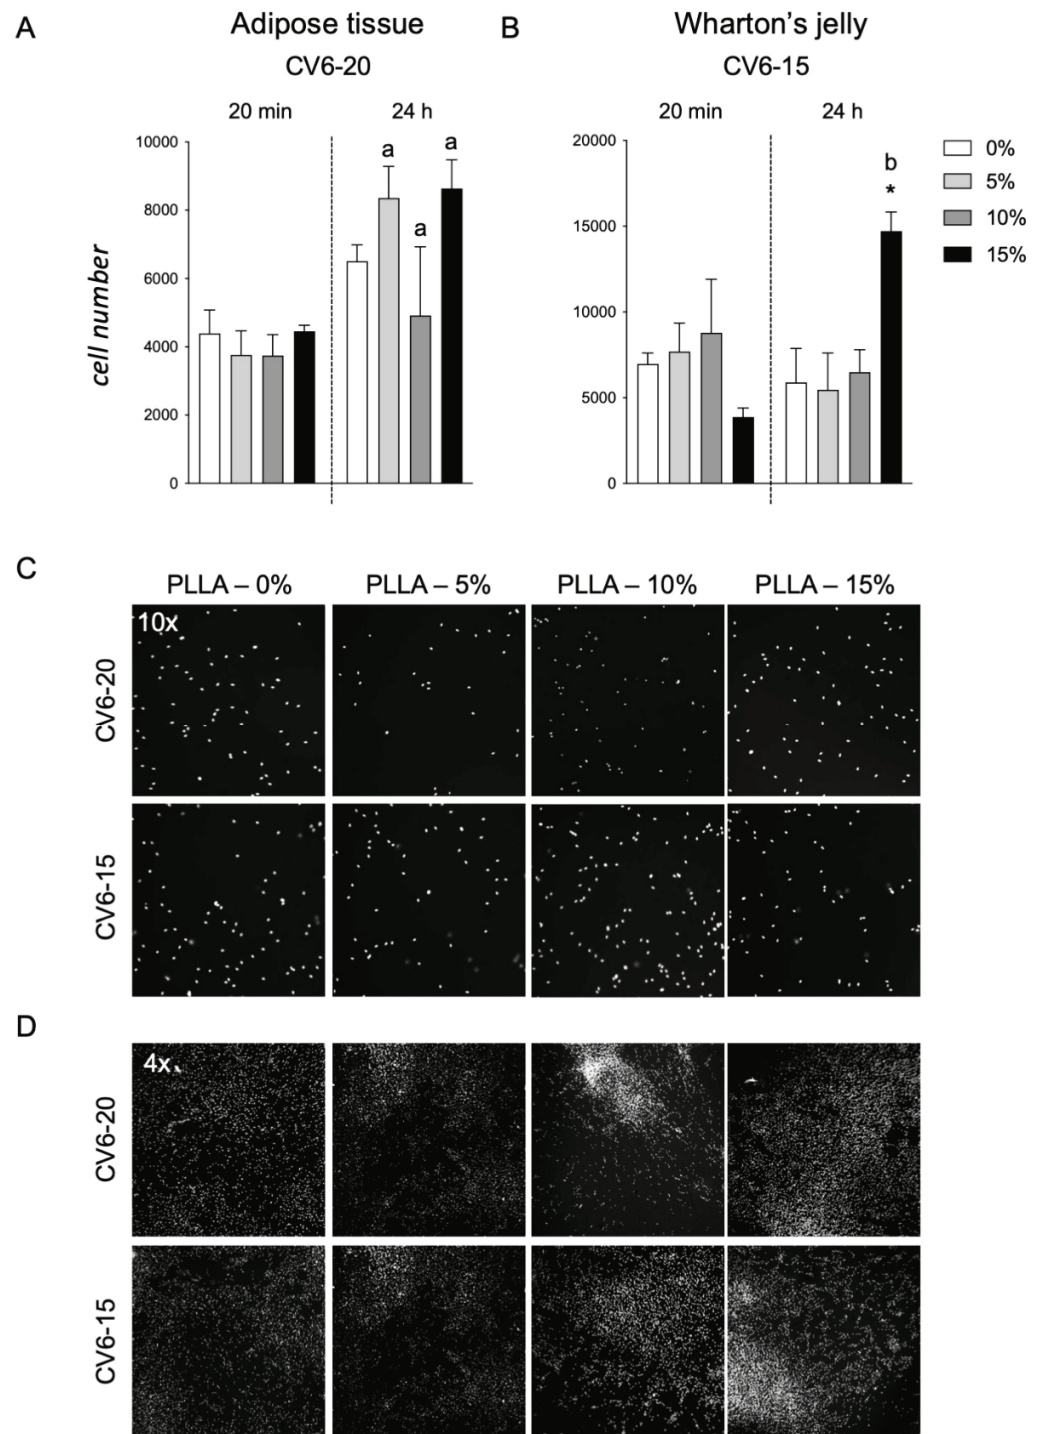 A
Adipose tissue
CV6-20
20 min
24 h
cell number
10000
8000
6000
4000
2000
0
a
a
a
B
Wharton’s jelly
CV6-15
20 min
24 h
20000
15000
10000
5000
0
b
*
0%
5%
10%
15%
C
PLLA – 0%
PLLA – 5%
PLLA – 10%
PLLA – 15%
10x
CV6-20
CV6-15
D
4x
CV6-20
CV6-15